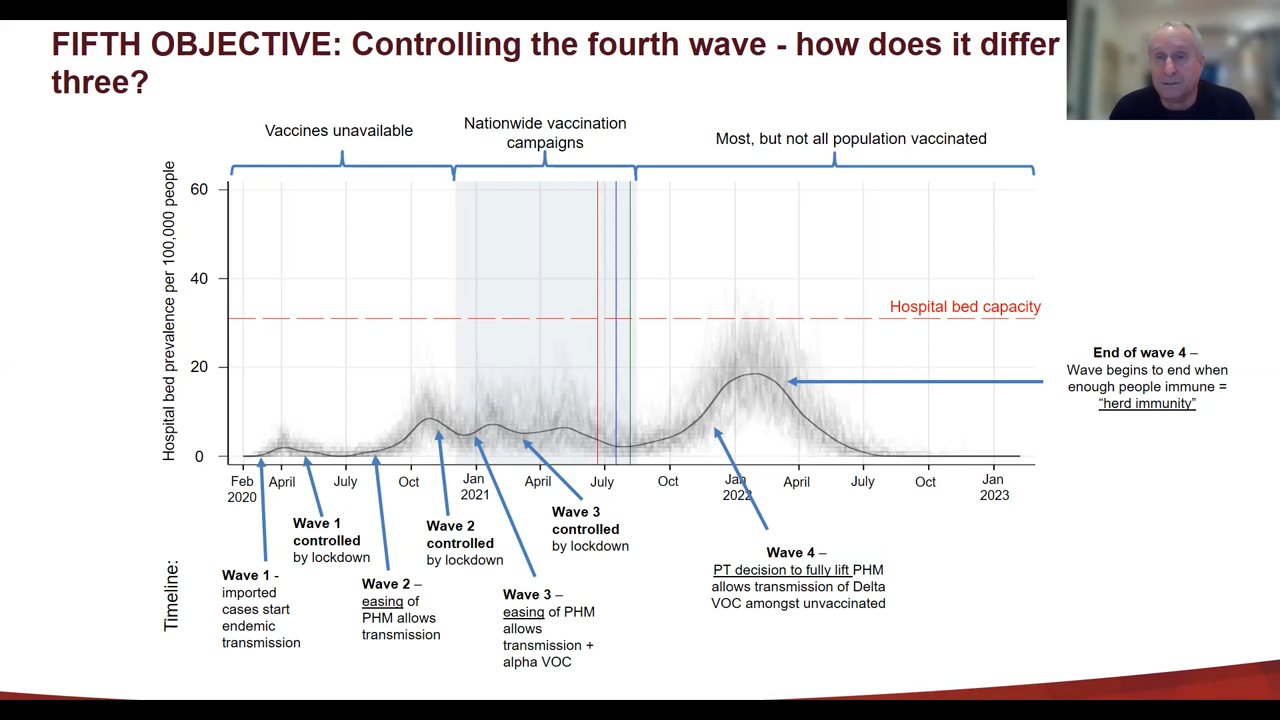 FIFTH OBJECTIVE: Controlling the fourth wave - how does it differ
three?
Vaccines unavailable
Nationwide vaccination
campaigns
Most, but not all population vaccinated
Hospital bed prevalence per 100,000 people
60
40
20
0
Hospital bed capacity
End of wave 4 –
Wave begins to end when
enough people immune =
“herd immunity”
Feb
2020
April
July
Oct
Jan
2021
April
July
Oct
Jan
2022
April
July
Oct
Jan
2023
Timeline:
Wave 1 -
imported
cases start
endemic
transmission
Wave 1
controlled
by lockdown
Wave 2 –
easing of
PHM allows
transmission
Wave 2
controlled
by lockdown
Wave 3 –
easing of PHM
allows
transmission +
alpha VOC
Wave 3
controlled
by lockdown
Wave 4 –
PT decision to fully lift PHM
allows transmission of Delta
VOC amongst unvaccinated